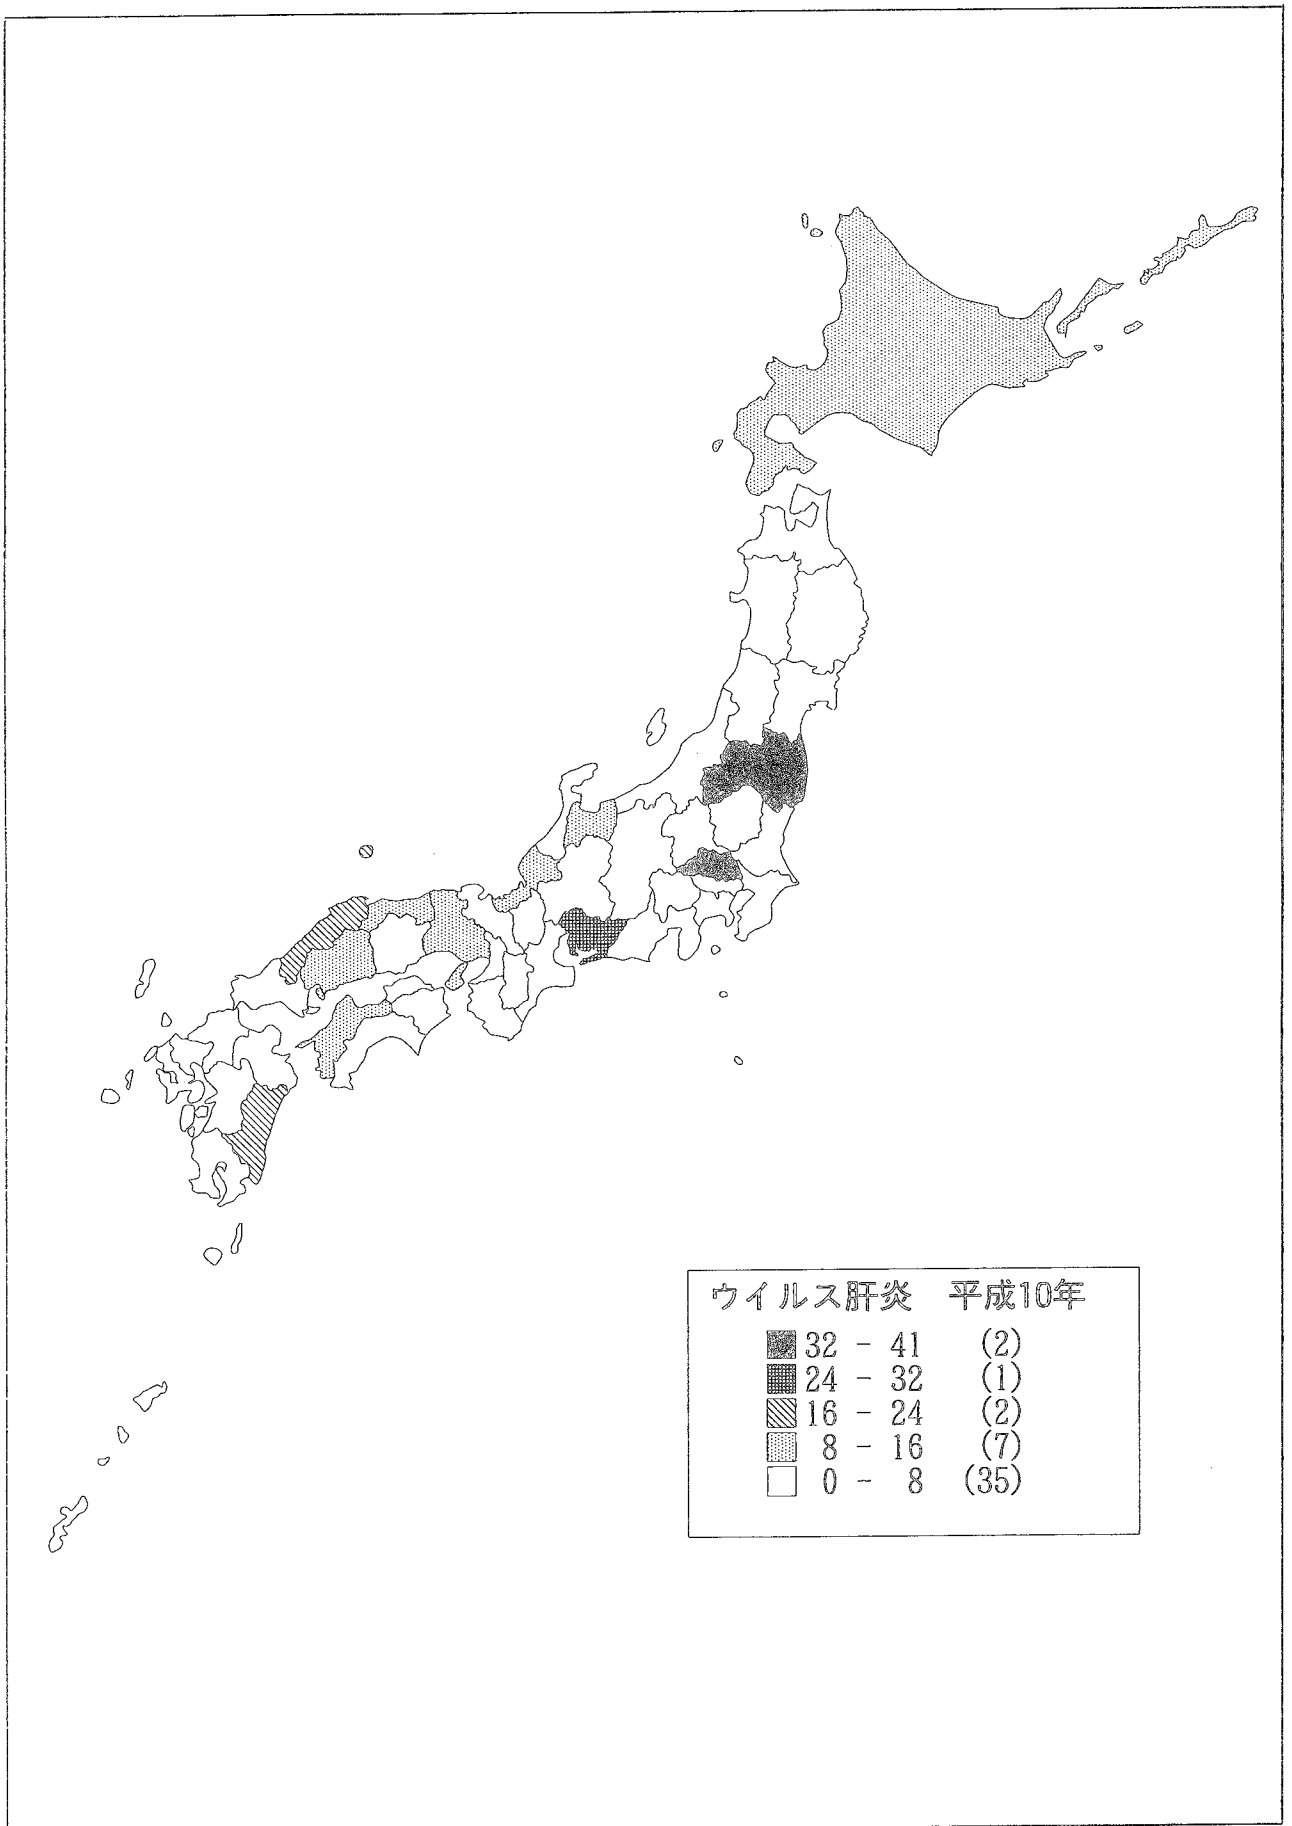 ウイルス肝炎 平成10年
32 - 41 (2)
24 - 32 (1)
16 - 24 (2)
8 - 16 (7)
0 - 8 (35)